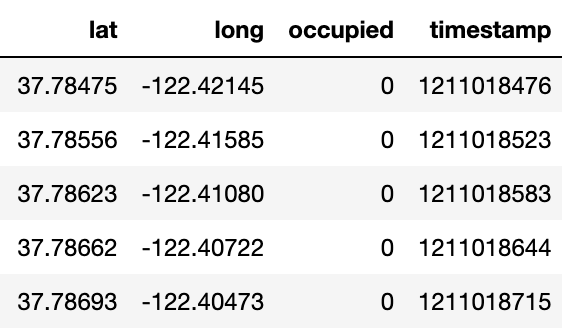 lat long occupied timestamp
37.78475 -122.42145 0 1211018476
37.78556 -122.41585 0 1211018523
37.78623 -122.41080 0 1211018583
37.78662 -122.40722 0 1211018644
37.78693 -122.40473 0 1211018715